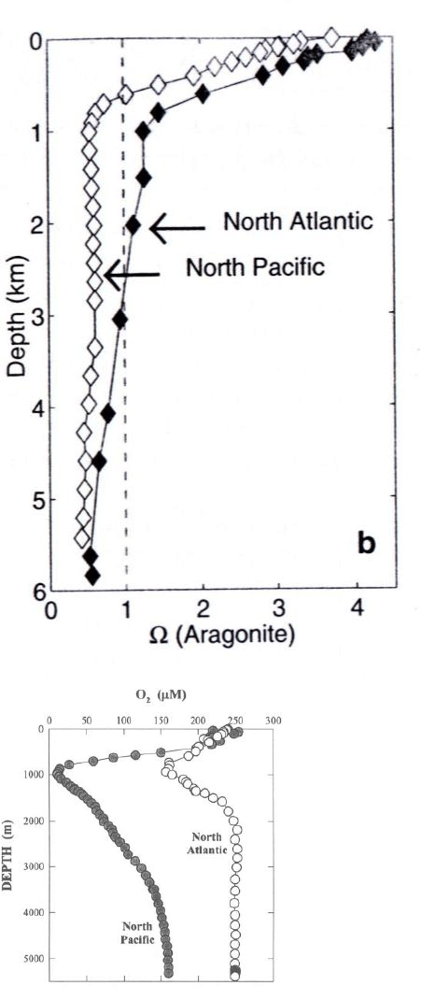 0
1
2
3
4
5
6
Depth (km)
North Atlantic
North Pacific
b
0 1 2 3 4
Ω (Aragonite)
O₂ (μM)
0 50 100 150 200 250 300
0
1000
2000
3000
4000
5000
DEPTH (m)
North
Atlantic
North
Pacific